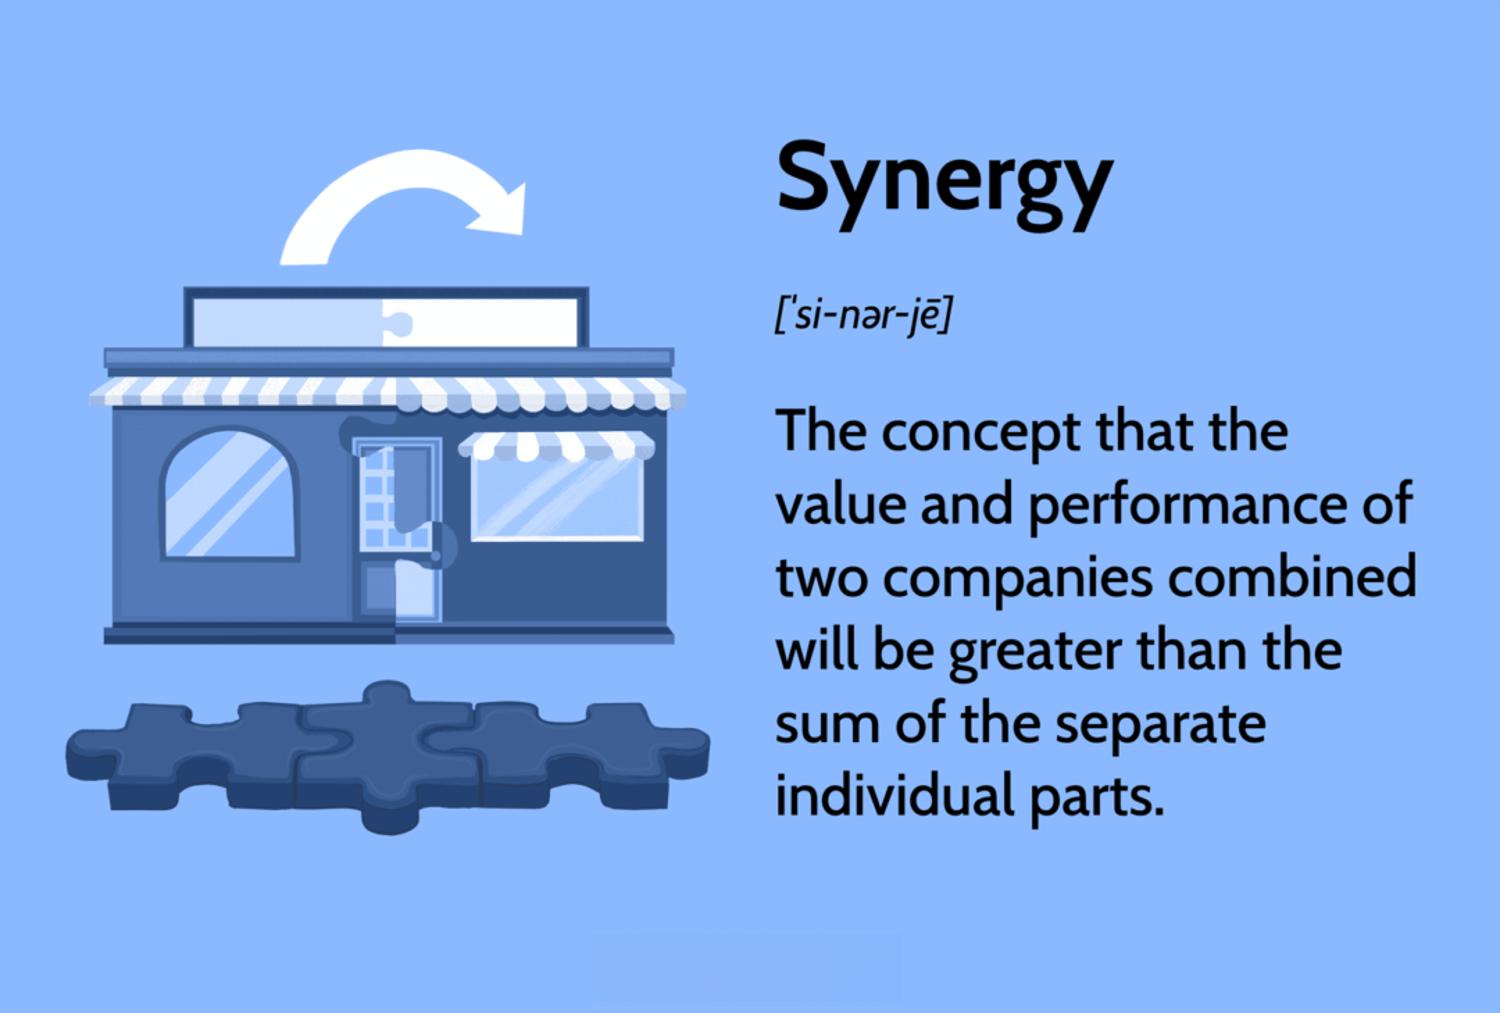 Synergy
[ˈsi-nər-jē]
The concept that the
value and performance of
two companies combined
will be greater than the
sum of the separate
individual parts.